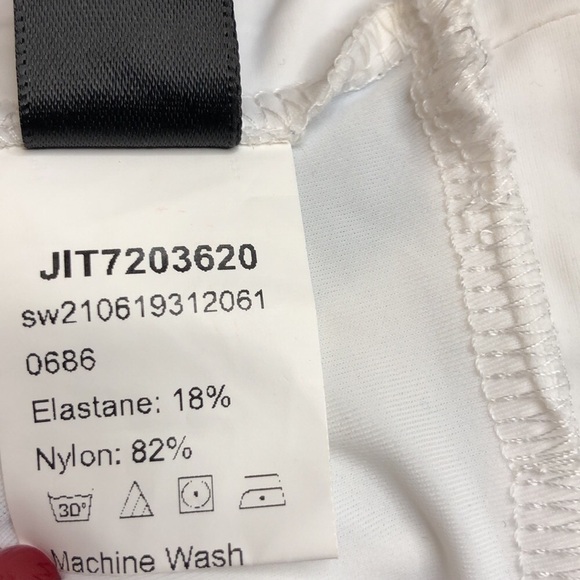 JIT7203620
sw210619312061
0686
Elastane: 18%
Nylon: 82%
30°
Machine Wash